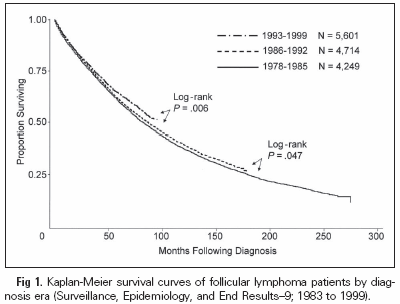 1.00
0.75
0.50
0.25
Proportion Surviving
1993-1999 N = 5,601
1986-1992 N = 4,714
1978-1985 N = 4,249
Log-rank
P = .006
Log-rank
P = .047
0 50 100 150 200 250 300
Months Following Diagnosis
Fig 1. Kaplan-Meier survival curves of follicular lymphoma patients by diag-
nosis era (Surveillance, Epidemiology, and End Results–9; 1983 to 1999).